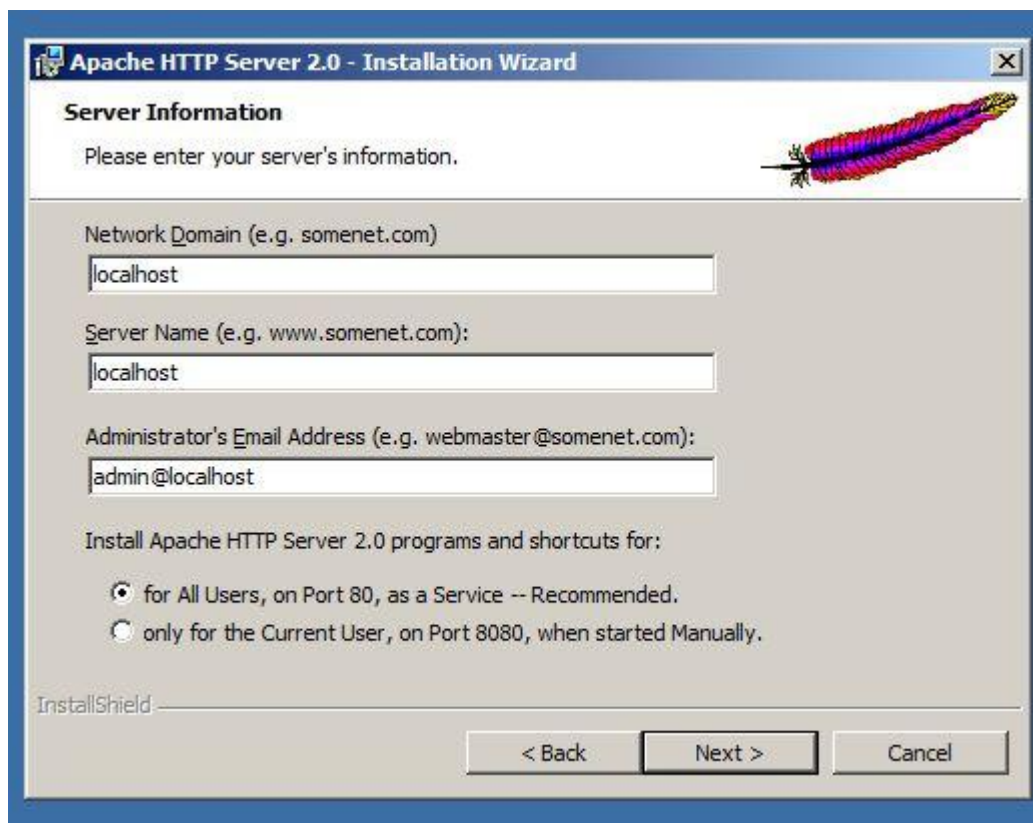 Apache HTTP Server 2.0 - Installation Wizard
Server Information
Please enter your server's information.
Network Domain (e.g. somenet.com)
localhost
Server Name (e.g. www.somenet.com):
localhost
Administrator's Email Address (e.g. webmaster@somenet.com):
admin@localhost
Install Apache HTTP Server 2.0 programs and shortcuts for:
for All Users, on Port 80, as a Service -- Recommended.
only for the Current User, on Port 8080, when started Manually.
InstallShield
< Back Next > Cancel